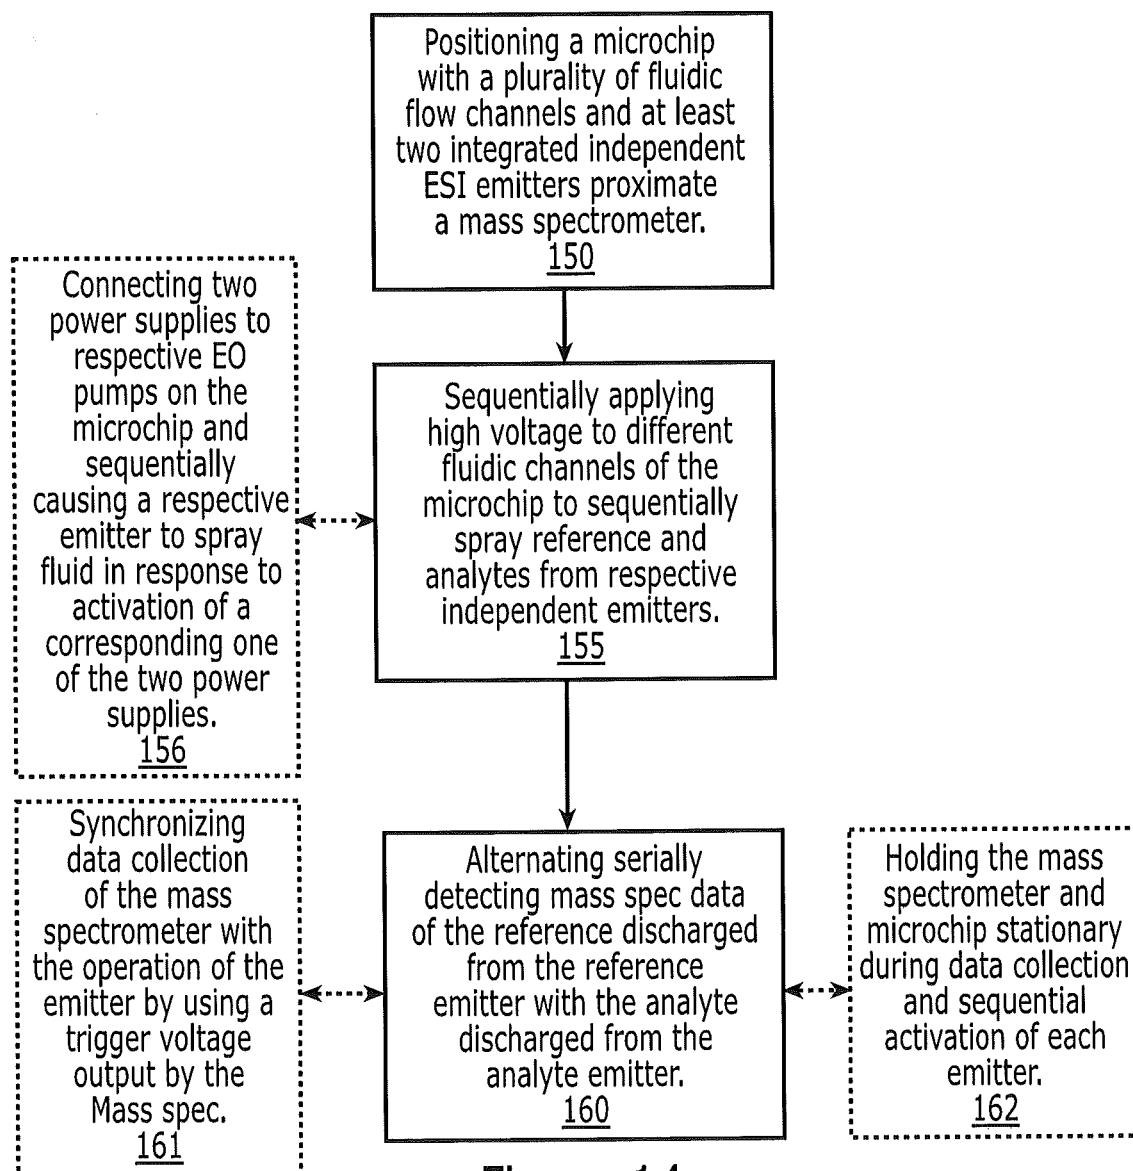 Positioning a microchip
with a plurality of fluidic
flow channels and at least
two integrated independent
ESI emitters proximate
a mass spectrometer.
150
Connecting two
power supplies to
respective EO
pumps on the
microchip and
sequentially
causing a respective
emitter to spray
fluid in response to
activation of a
corresponding one
of the two power
supplies.
156
Sequentially applying
high voltage to different
fluidic channels of the
microchip to sequentially
spray reference and
analytes from respective
independent emitters.
155
Synchronizing
data collection
of the mass
spectrometer with
the operation of the
emitter by using a
trigger voltage
output by the
Mass spec.
161
Alternating serially
detecting mass spec data
of the reference discharged
from the reference
emitter with the analyte
discharged from the
analyte emitter.
160
Holding the mass
spectrometer and
microchip stationary
during data collection
and sequential
activation of each
emitter.
162